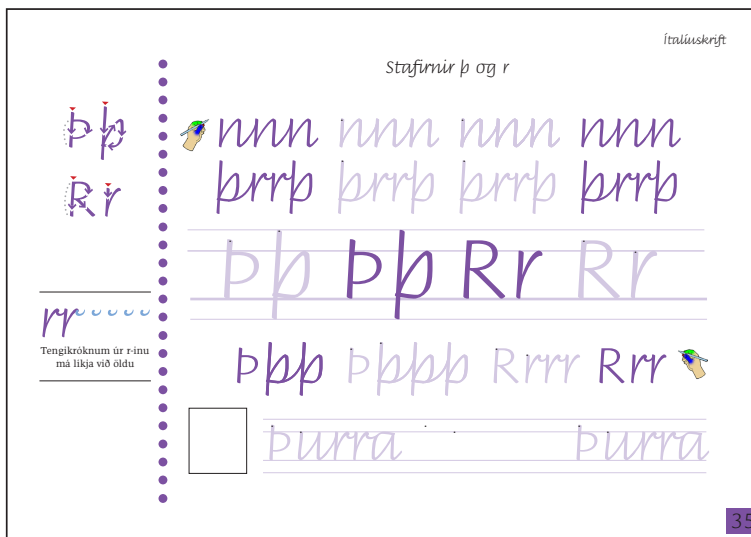 Ítalíuskrift
Stafirnir þ og r
Þþ
Rr
rr
Tengikróknum úr r-ínu
má líkja við öldu
nnn nnn nnn nnn
þrrþ þrrþ þrrþ þrrþ
Þþ Þþ Rr Rr
Þþþ Þþþþ Rrrr Rrr
Þurra Þurra
35